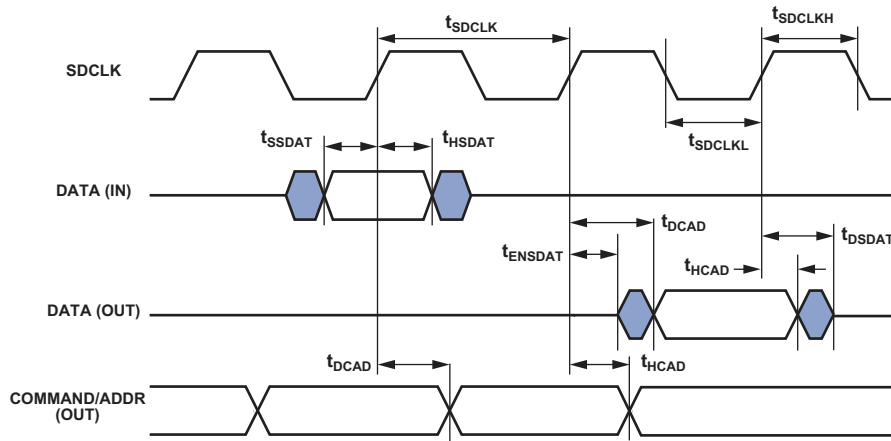 tSDCLK
tSDCLKH
SDCLK
tSSDAT
tHSDAT
tSDCLKL
DATA (IN)
tDCAD
tDSDAT
tENSDAT
tHCAD
DATA (OUT)
tDCAD
tHCAD
COMMAND/ADDR
(OUT)